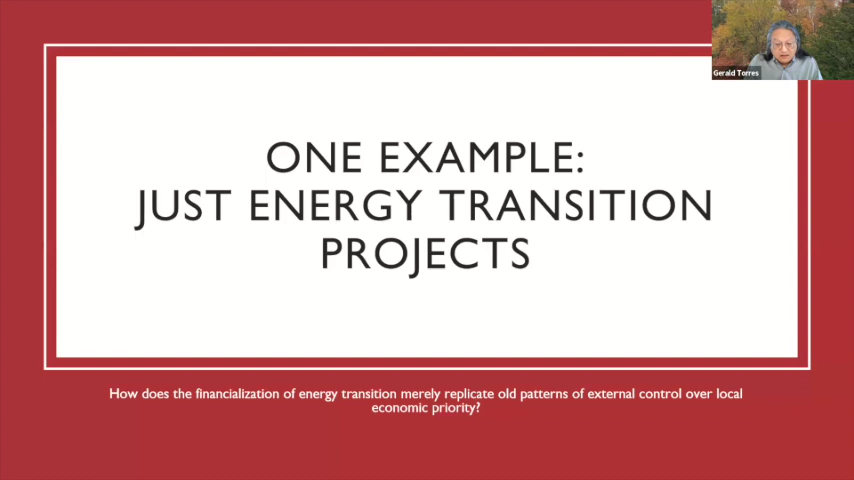 Gerald Torres
ONE EXAMPLE:
JUST ENERGY TRANSITION
PROJECTS
How does the financialization of energy transition merely replicate old patterns of external control over local
economic priority?